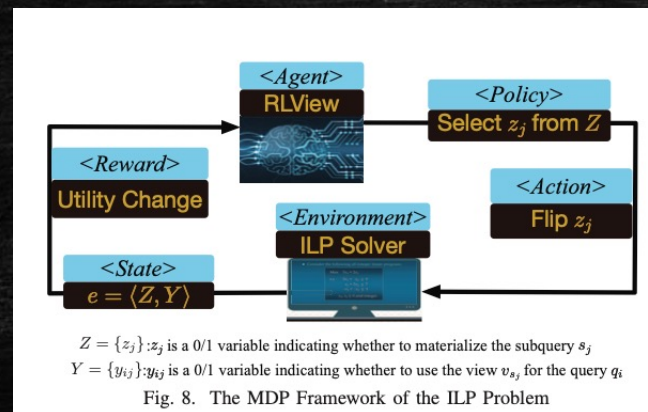 <Agent>
RLView
<Policy>
Select z_j from Z
<Reward>
Utility Change
<Action>
Flip z_j
<Environment>
ILP Solver
<State>
e = ⟨Z, Y⟩
Z = {z_j}:z_j is a 0/1 variable indicating whether to materialize the subquery s_j
Y = {y_ij}:y_ij is a 0/1 variable indicating whether to use the view v_s_j for the query q_i
Fig. 8. The MDP Framework of the ILP Problem